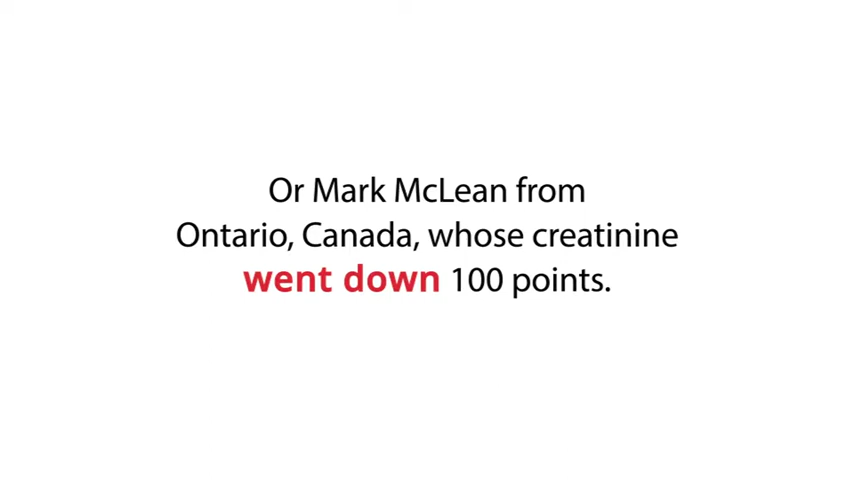 Or Mark McLean from
Ontario, Canada, whose creatinine
went down 100 points.